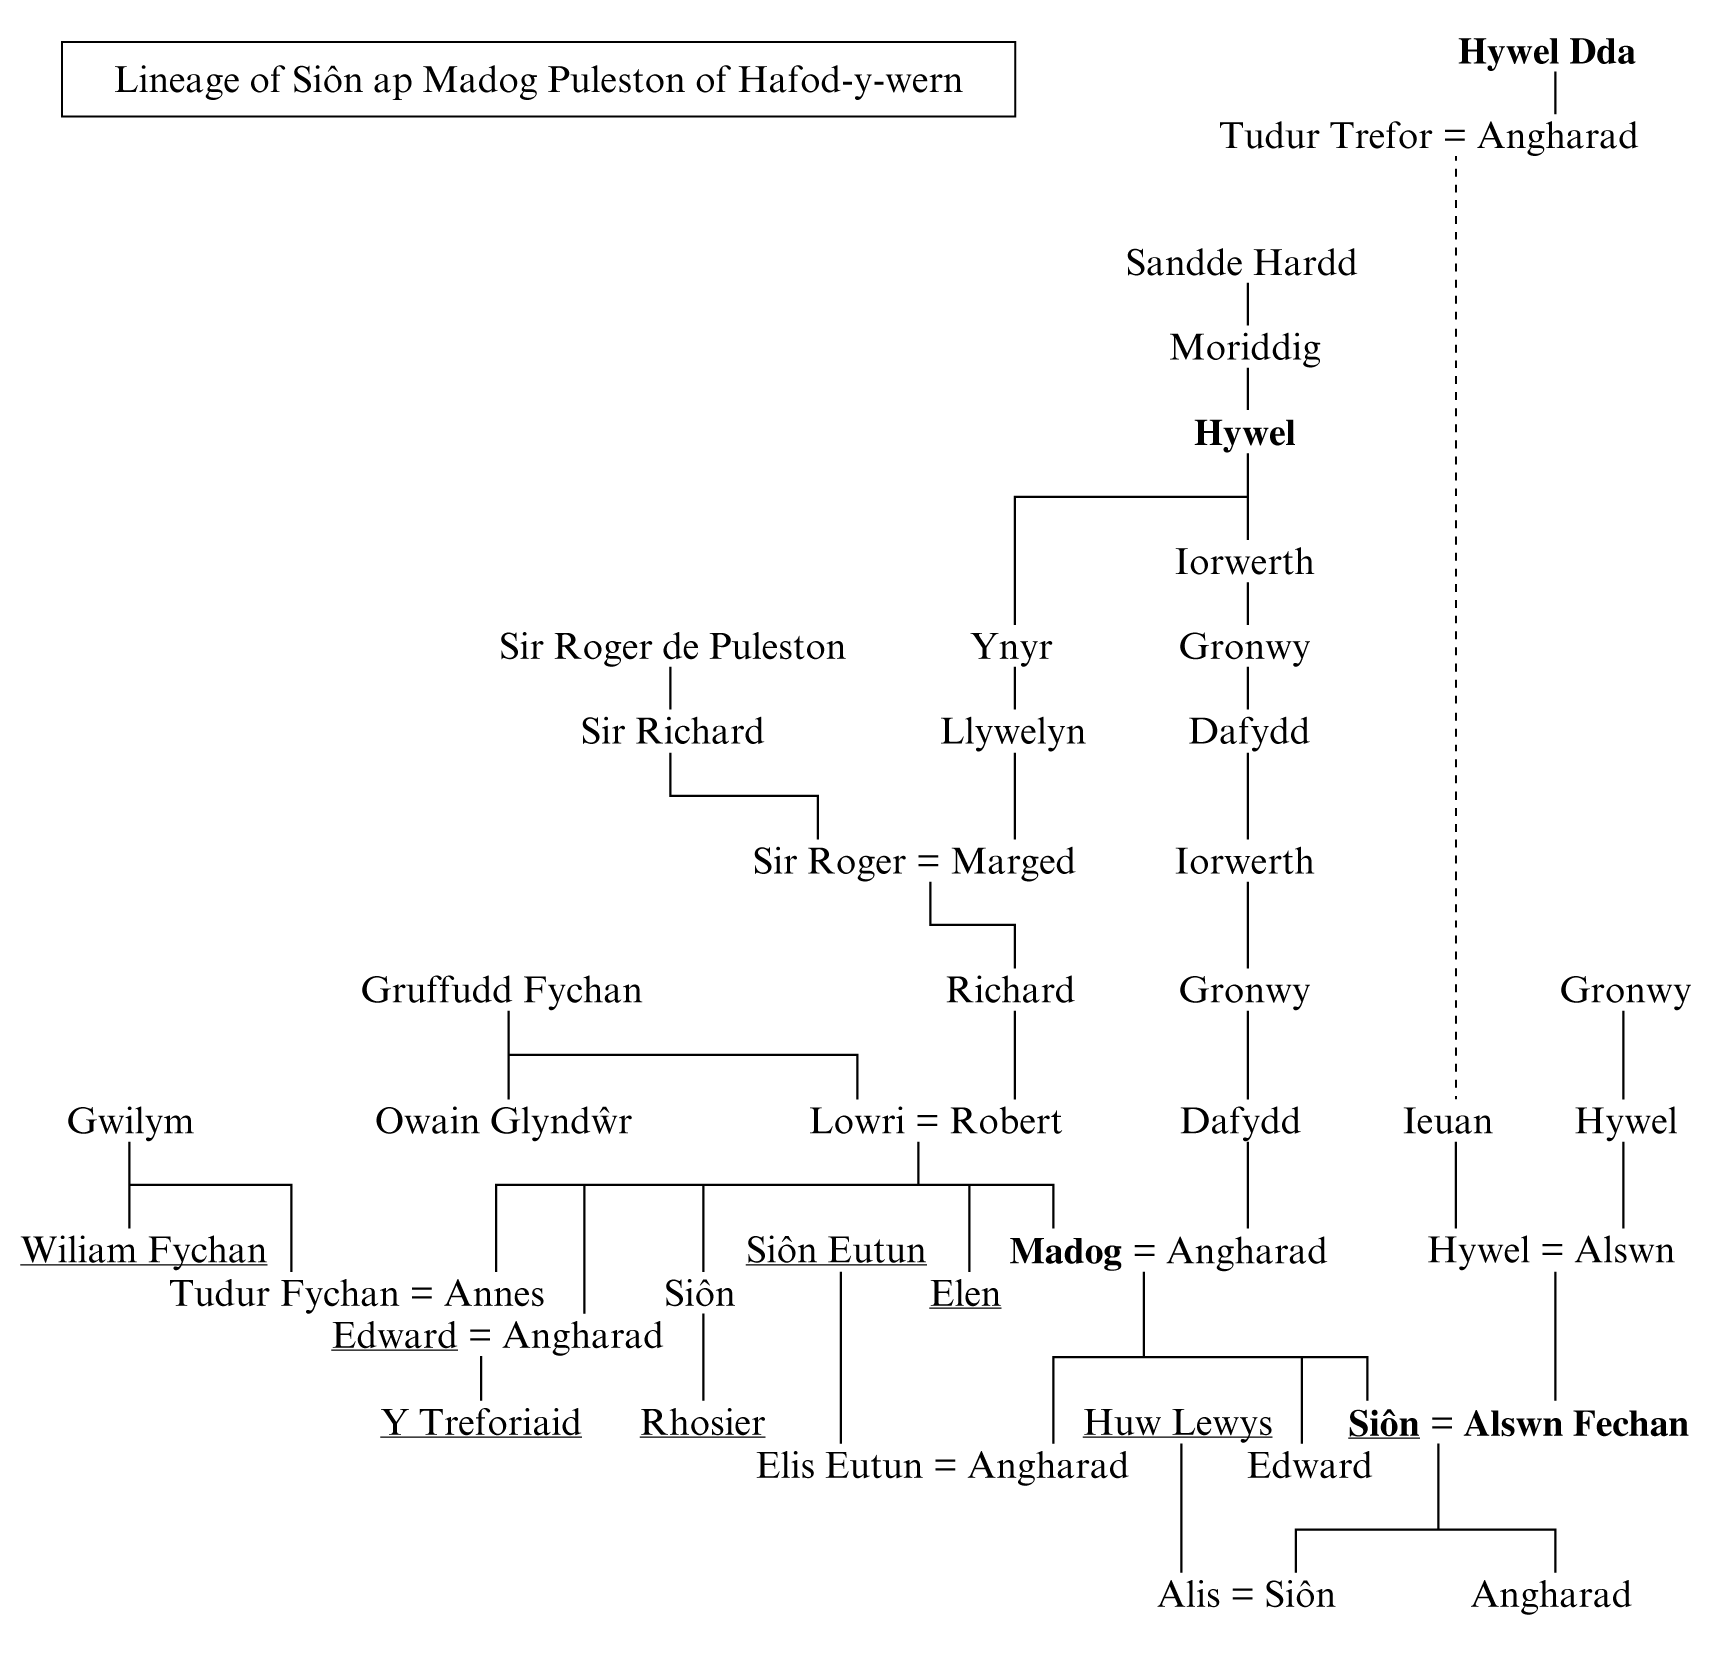 Hywel Dda
Lineage of Siôn ap Madog Puleston of Hafod-y-wern
Tudur Trefor = Angharad
Sandde Hardd
Moriddig
Hywel
Iorwerth
Sir Roger de Puleston
Ynyr
Gronwy
Sir Richard
Llywelyn
Dafydd
Sir Roger = Marged
Iorwerth
Gruffudd Fychan
Richard
Gronwy
Gronwy
Gwilym
Owain Glyndŵr
Lowri = Robert
Dafydd
Ieuan
Hywel
Wiliam Fychan
Siôn Eutun
Madog = Angharad
Hywel = Alswn
Tudur Fychan = Annes
Siôn
Elen
Edward = Angharad
Y Treforiaid
Rhosier
Huw Lewys
Siôn = Alswn Fechan
Elis Eutun = Angharad
Edward
Alis = Siôn
Angharad